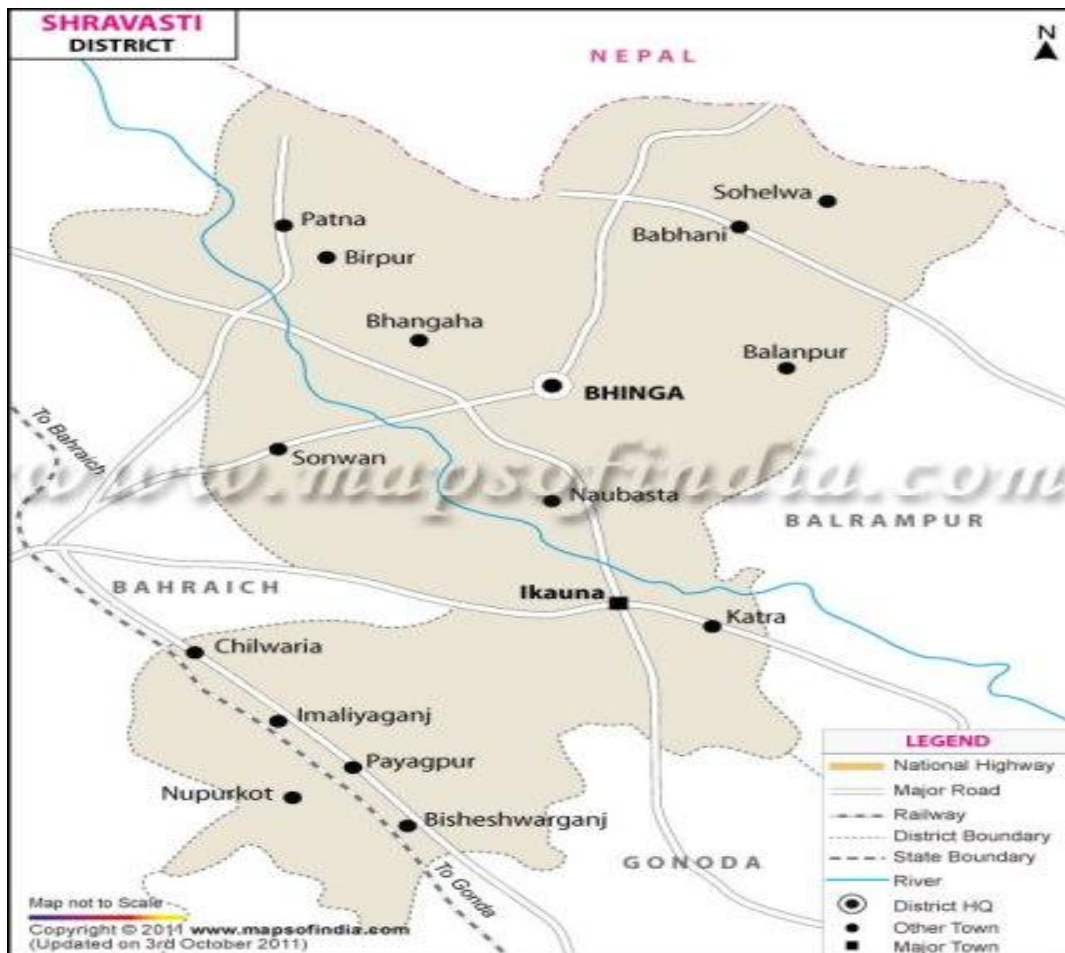 SHRAVASTI
DISTRICT
N
NEPAL
Sohelwa
Patna
Babhani
Birpur
Bhangaha
Balanpur
BHINGA
To Bahraich
Sonwan
www.mapsofindia.com
Naubasta
BALRAMPUR
BAHRAICH
Ikauna
Katra
Chilwaria
Imaliyaganj
Payagpur
Nupurkot
Bisheshwarganj
GONODA
To Gonda
LEGEND
National Highway
Major Road
Railway
District Boundary
State Boundary
River
District HQ
Other Town
Major Town
Map not to Scale
Copyright © 2011 www.mapsofindia.com
(Updated on 3rd October 2011)